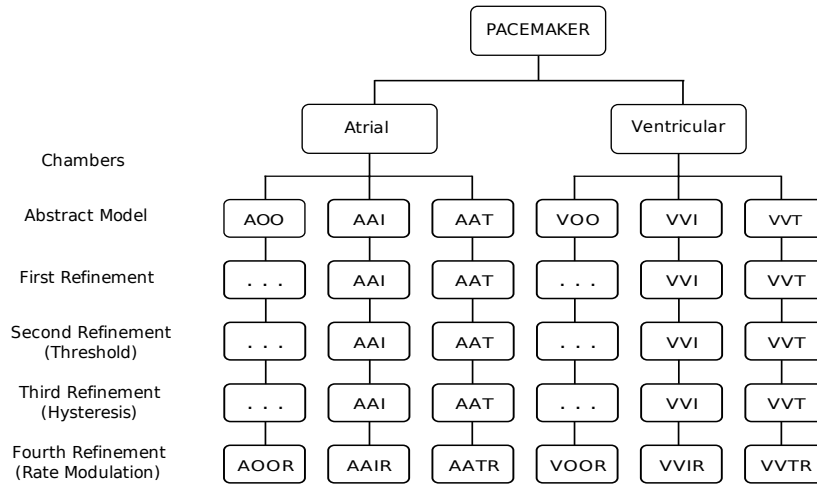 PACEMAKER
Atrial
Ventricular
Chambers
Abstract Model
AOO
AAI
AAT
VOO
VVI
VVT
First Refinement
. . .
AAI
AAT
. . .
VVI
VVT
Second Refinement
(Threshold)
. . .
AAI
AAT
. . .
VVI
VVT
Third Refinement
(Hysteresis)
. . .
AAI
AAT
. . .
VVI
VVT
Fourth Refinement
(Rate Modulation)
AOOR
AAIR
AATR
VOOR
VVIR
VVTR